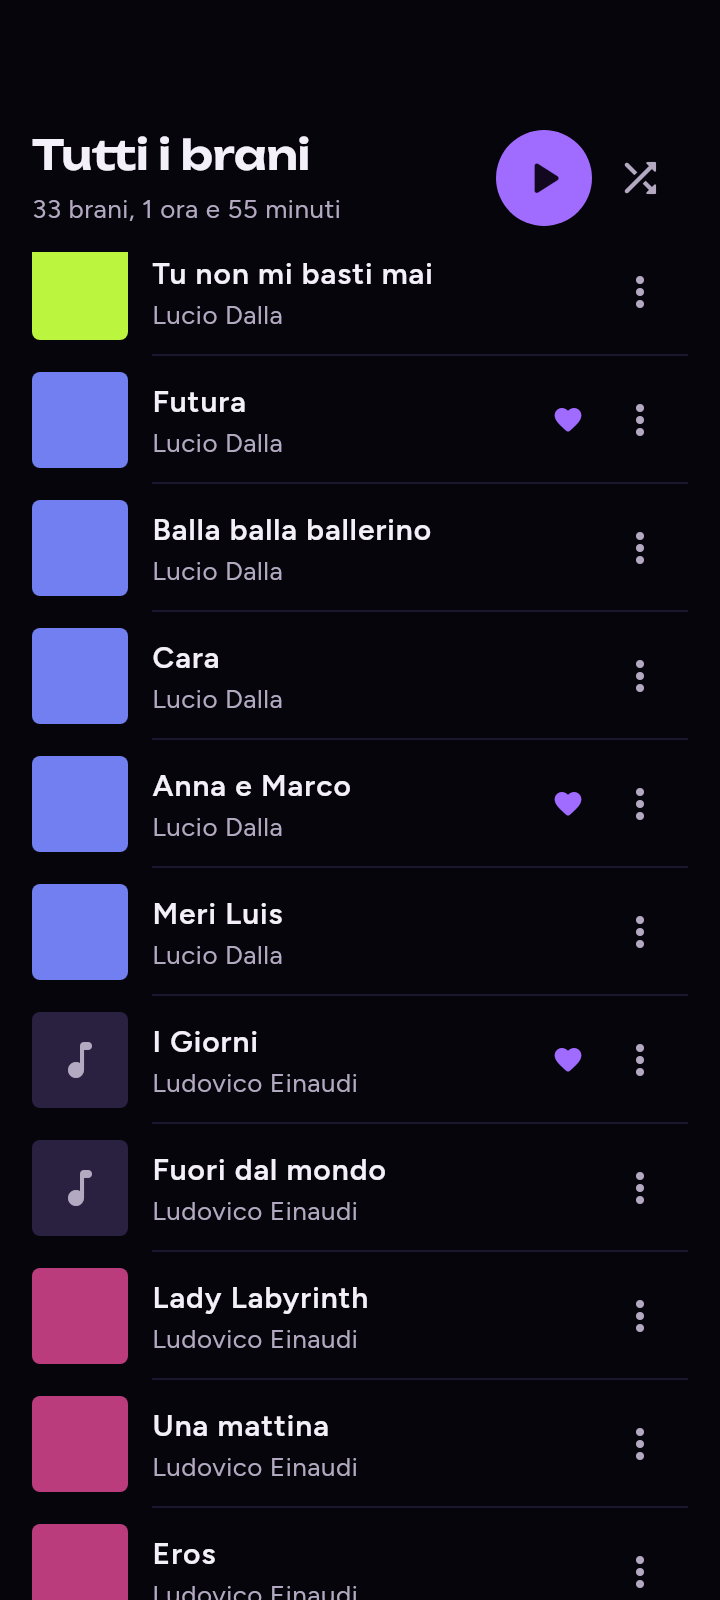 Tutti i brani
33 brani, 1 ora e 55 minuti
Tu non mi basti mai
Lucio Dalla
Futura
Lucio Dalla
Balla balla ballerino
Lucio Dalla
Cara
Lucio Dalla
Anna e Marco
Lucio Dalla
Meri Luis
Lucio Dalla
I Giorni
Ludovico Einaudi
Fuori dal mondo
Ludovico Einaudi
Lady Labyrinth
Ludovico Einaudi
Una mattina
Ludovico Einaudi
Eros
Ludovico Einaudi